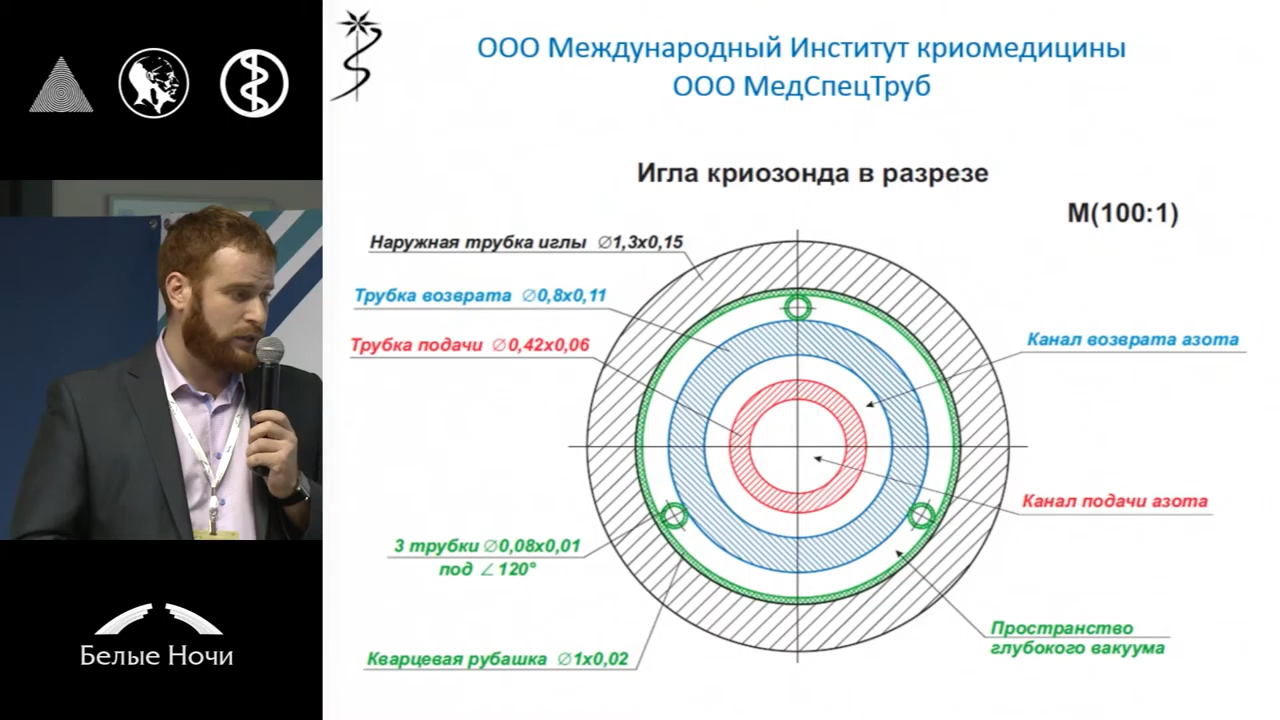 ООО Международный Институт криомедицины
ООО МедСпецТруб
Игла криозонда в разрезе
М(100:1)
Наружная трубка иглы ∅1,3х0,15
Трубка возврата ∅0,8х0,11
Трубка подачи ∅0,42х0,06
Канал возврата азота
Канал подачи азота
3 трубки ∅0,08х0,01
под ∠120°
Пространство
глубокого вакуума
Кварцевая рубашка ∅1х0,02
Белые Ночи